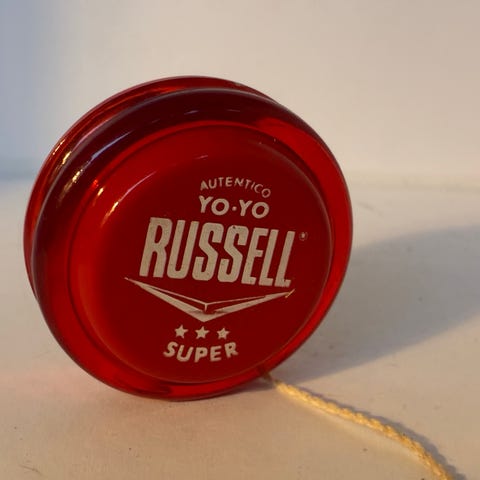 AUTENTICO
YO-YO
RUSSELL®
★★★
SUPER